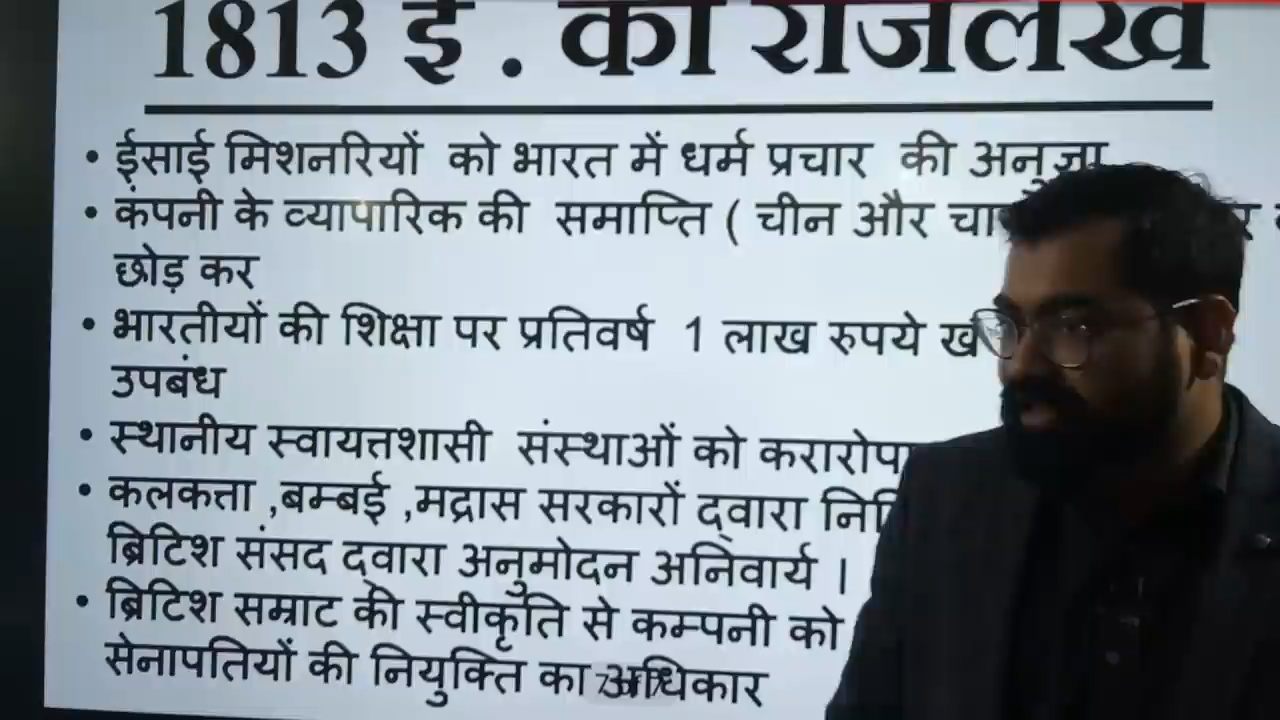 1813 ई . का राजलेख
• ईसाई मिशनरियों को भारत में धर्म प्रचार की अनुज्ञा
• कंपनी के व्यापारिक की समाप्ति ( चीन और
छोड़ कर
• भारतीयों की शिक्षा पर प्रतिवर्ष 1 लाख रुपये
उपबंध
• स्थानीय स्वायत्तशासी संस्थाओं को
• कलकत्ता ,बम्बई ,मद्रास सरकारों द्वारा
ब्रिटिश संसद द्वारा अनुमोदन अनिवार्य ।
• ब्रिटिश सम्राट की स्वीकृति से कम्पनी को
सेनापतियों की नियुक्ति का अधिकार